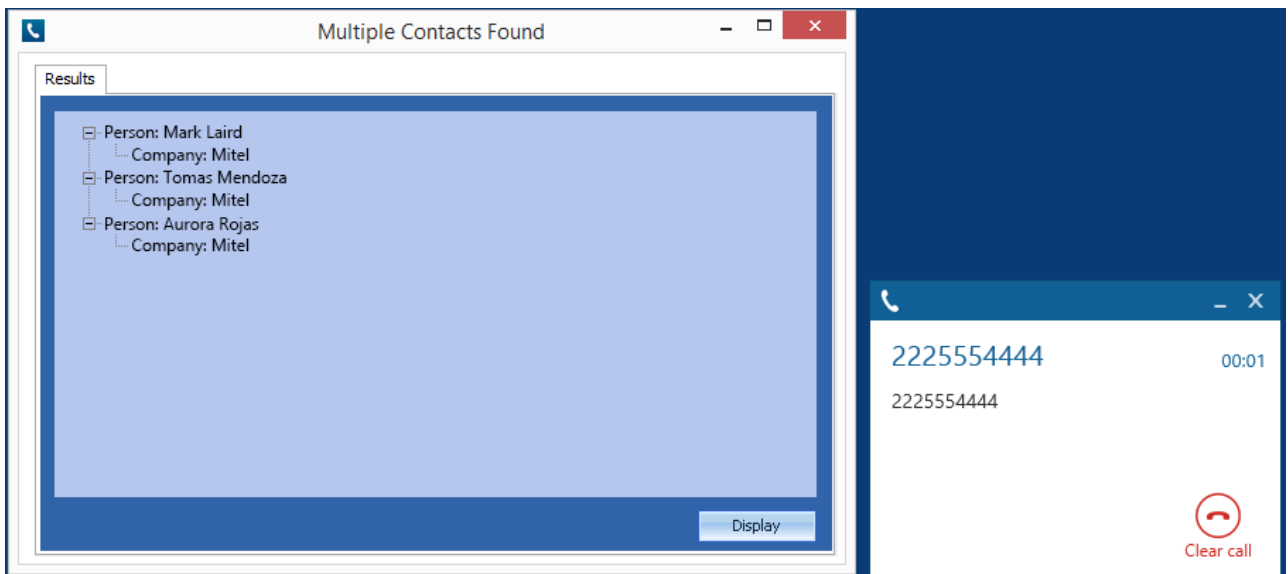 Multiple Contacts Found
Results
Person: Mark Laird
Company: Mitel
Person: Tomas Mendoza
Company: Mitel
Person: Aurora Rojas
Company: Mitel
Display
2225554444 00:01
2225554444
Clear call